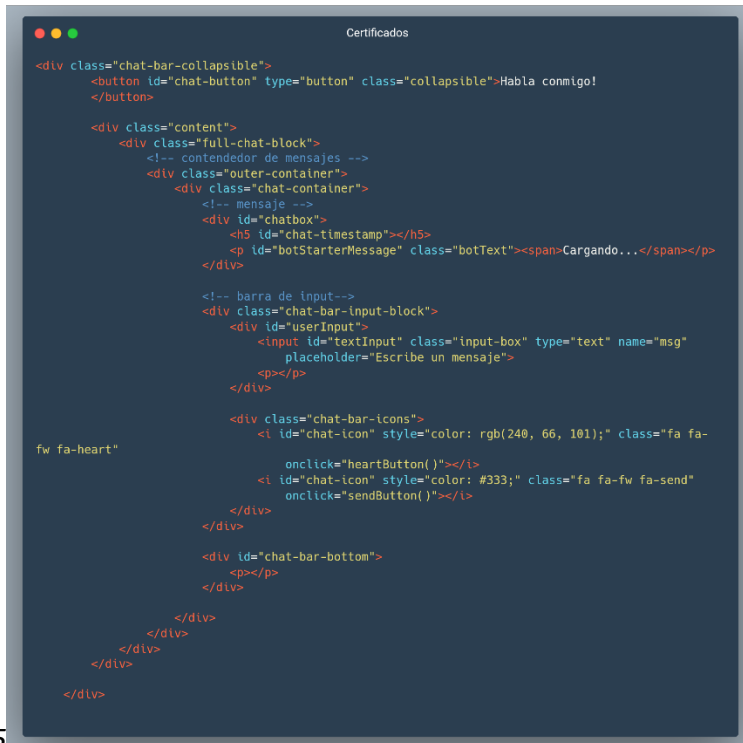 Certificados
<div class="chat-bar-collapsible">
<button id="chat-button" type="button" class="collapsible">Habla conmigo!
</button>
<div class="content">
<div class="full-chat-block">
<!-- contendedor de mensajes -->
<div class="outer-container">
<div class="chat-container">
<!-- mensaje -->
<div id="chatbox">
<h5 id="chat-timestamp"></h5>
<p id="botStarterMessage" class="botText"><span>Cargando...</span></p>
</div>
<!-- barra de input-->
<div class="chat-bar-input-block">
<div id="userInput">
<input id="textInput" class="input-box" type="text" name="msg"
placeholder="Escribe un mensaje">
<p></p>
</div>
<div class="chat-bar-icons">
<i id="chat-icon" style="color: rgb(240, 66, 101);" class="fa fa-
fw fa-heart"
onclick="heartButton()"></i>
<i id="chat-icon" style="color: #333;" class="fa fa-fw fa-send"
onclick="sendButton()"></i>
</div>
</div>
<div id="chat-bar-bottom">
<p></p>
</div>
</div>
</div>
</div>
</div>
</div>